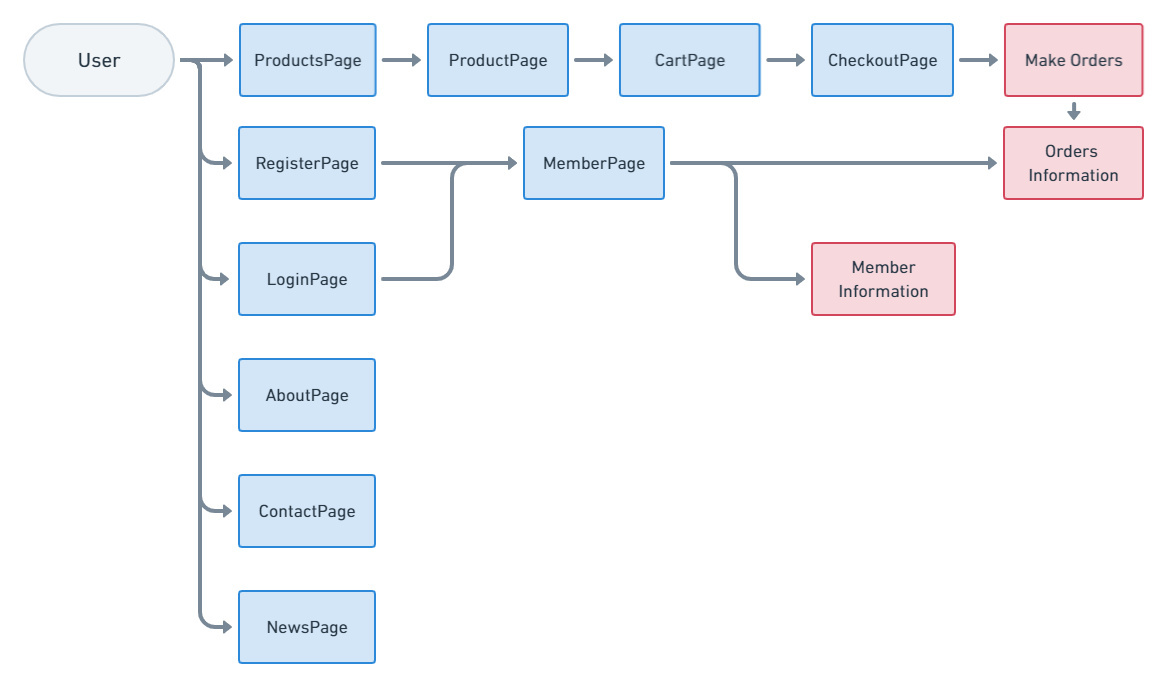 User
ProductsPage
ProductPage
CartPage
CheckoutPage
Make Orders
RegisterPage
MemberPage
Orders
Information
LoginPage
Member
Information
AboutPage
ContactPage
NewsPage